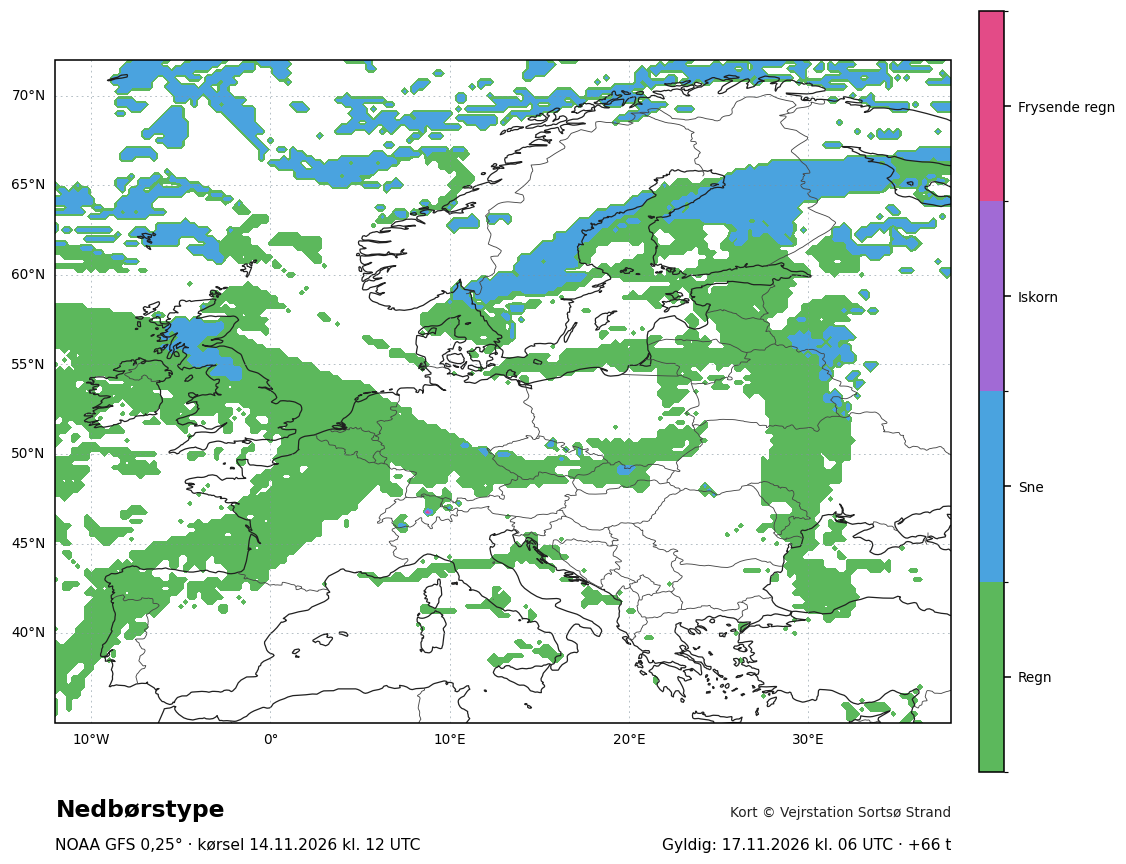 70°N
65°N
60°N
55°N
50°N
45°N
40°N
10°W
0°
10°E
20°E
30°E
Frysende regn
Iskorn
Sne
Regn
Nedbørstype
Kort © Vejrstation Sortsø Strand
NOAA GFS 0,25° · kørsel 14.11.2026 kl. 12 UTC
Gyldig: 17.11.2026 kl. 06 UTC · +66 t